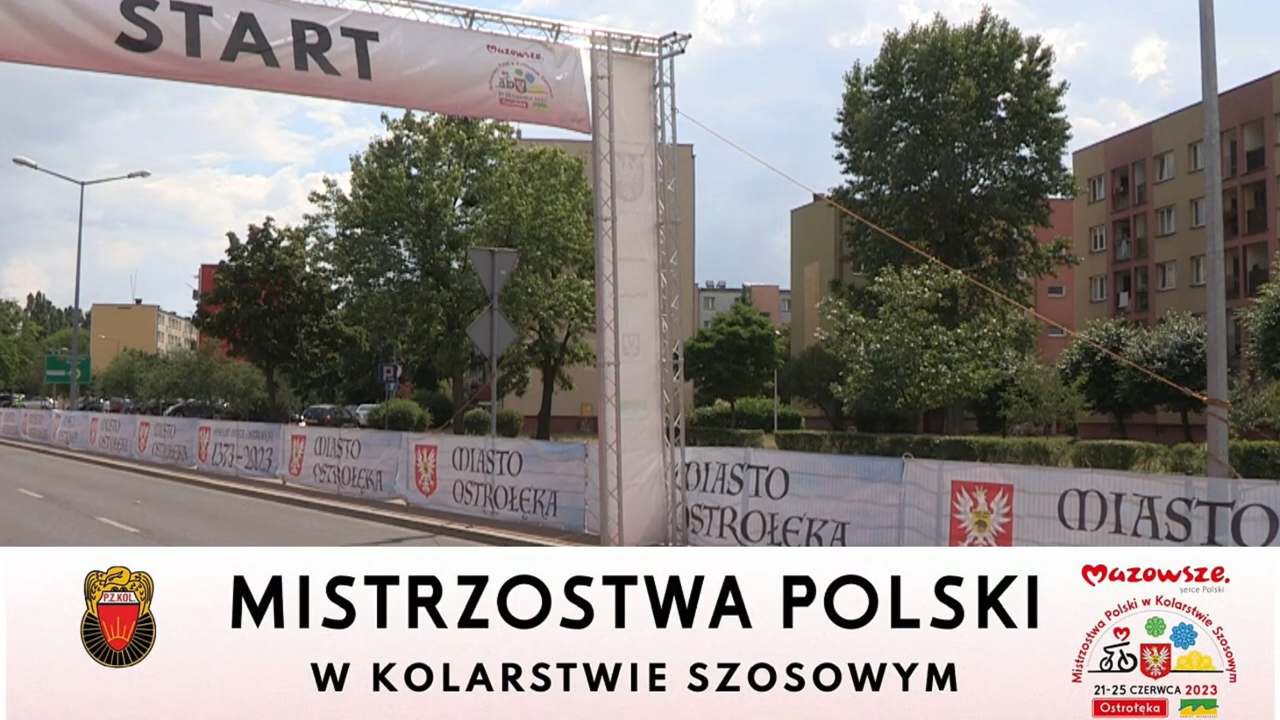 START
Mazowsze.
MIASTO
OSTROŁĘKA
1373-2023
MIASTO
OSTROŁĘKA
MIASTO
OSTROŁĘKA
MIASTO
P.Z.KOL.
MISTRZOSTWA POLSKI
W KOLARSTWIE SZOSOWYM
Mazowsze.
serce Polski
Mistrzostwa Polski w Kolarstwie Szosowym
21-25 CZERWCA 2023
Ostrołęka